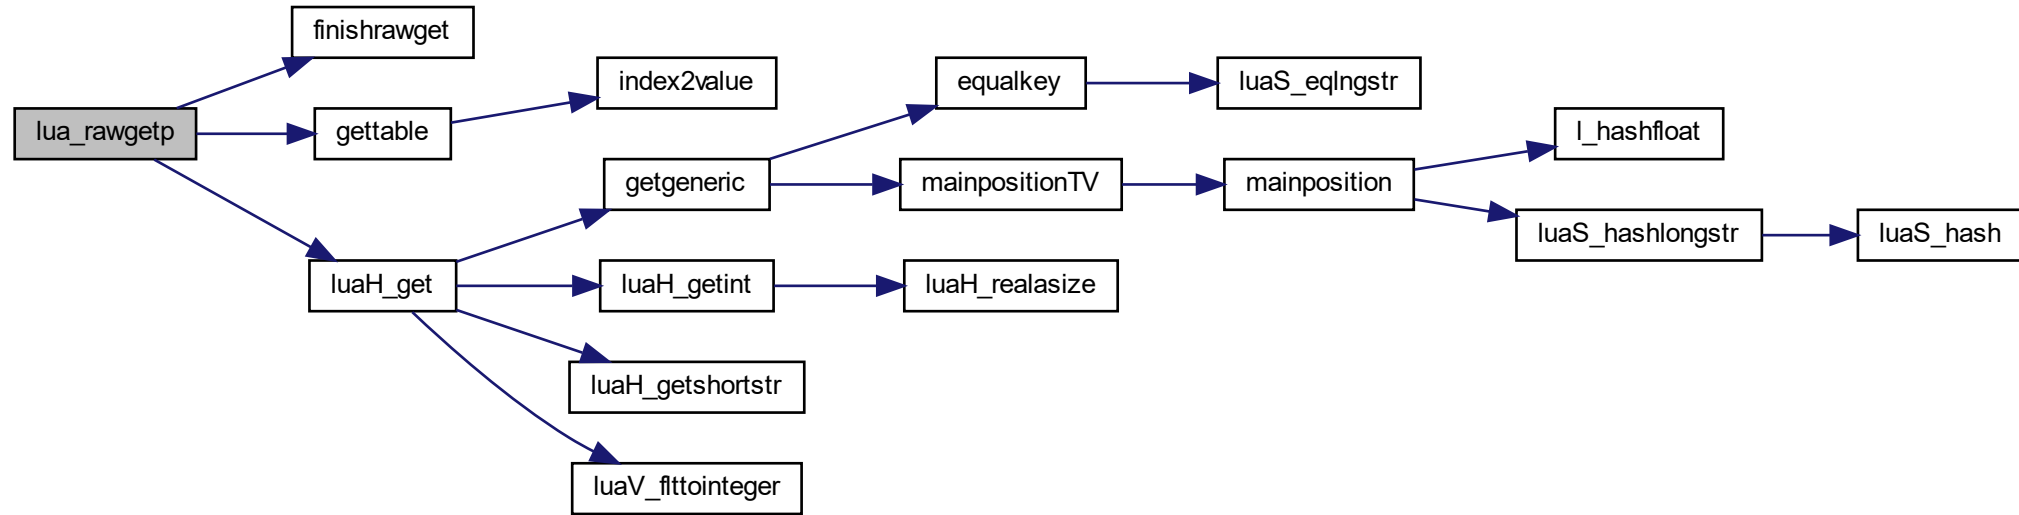 finishrawget
index2value
equalkey
luaS_eqlngstr
lua_rawgetp
gettable
l_hashfloat
getgeneric
mainpositionTV
mainposition
luaS_hashlongstr
luaS_hash
luaH_get
luaH_getint
luaH_realasize
luaH_getshortstr
luaV_flttointeger